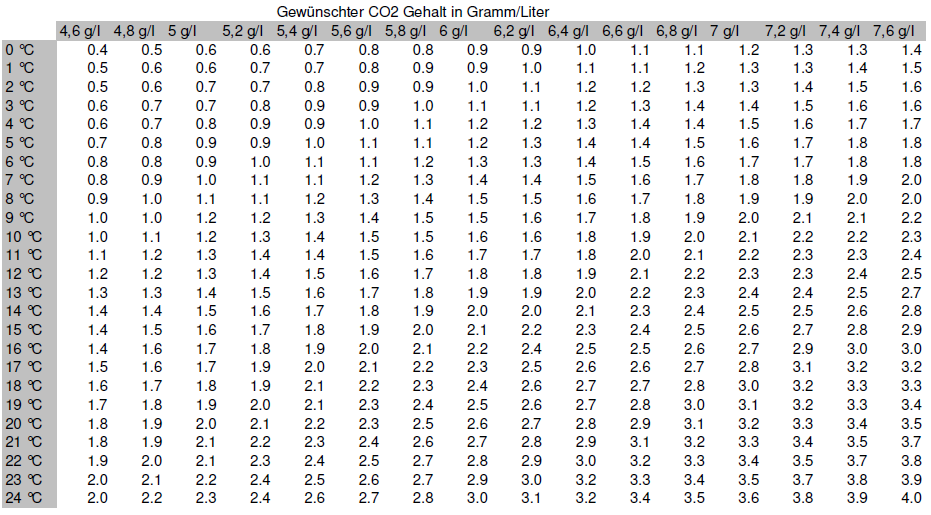 Gewünschter CO2 Gehalt in Gramm/Liter
4,6 g/l 4,8 g/l 5 g/l 5,2 g/l 5,4 g/l 5,6 g/l 5,8 g/l 6 g/l 6,2 g/l 6,4 g/l 6,6 g/l 6,8 g/l 7 g/l 7,2 g/l 7,4 g/l 7,6 g/l
0 °C 0.4 0.5 0.6 0.6 0.7 0.8 0.8 0.9 0.9 1.0 1.1 1.1 1.2 1.3 1.3 1.4
1 °C 0.5 0.6 0.6 0.7 0.7 0.8 0.9 0.9 1.0 1.1 1.1 1.2 1.3 1.3 1.4 1.5
2 °C 0.5 0.6 0.7 0.7 0.8 0.9 0.9 1.0 1.1 1.2 1.2 1.3 1.3 1.4 1.5 1.6
3 °C 0.6 0.7 0.7 0.8 0.9 0.9 1.0 1.1 1.1 1.2 1.3 1.4 1.4 1.5 1.6 1.6
4 °C 0.6 0.7 0.8 0.9 0.9 1.0 1.1 1.2 1.2 1.3 1.4 1.4 1.5 1.6 1.7 1.7
5 °C 0.7 0.8 0.9 0.9 1.0 1.1 1.1 1.2 1.3 1.4 1.4 1.5 1.6 1.7 1.8 1.8
6 °C 0.8 0.8 0.9 1.0 1.1 1.1 1.2 1.3 1.3 1.4 1.5 1.6 1.7 1.7 1.8 1.8
7 °C 0.8 0.9 1.0 1.1 1.1 1.2 1.3 1.4 1.4 1.5 1.6 1.7 1.8 1.8 1.9 2.0
8 °C 0.9 1.0 1.1 1.1 1.2 1.3 1.4 1.5 1.5 1.6 1.7 1.8 1.9 1.9 2.0 2.0
9 °C 1.0 1.0 1.2 1.2 1.3 1.4 1.5 1.5 1.6 1.7 1.8 1.9 2.0 2.1 2.1 2.2
10 °C 1.0 1.1 1.2 1.3 1.4 1.5 1.5 1.6 1.6 1.8 1.9 2.0 2.1 2.2 2.2 2.3
11 °C 1.1 1.2 1.3 1.4 1.4 1.5 1.6 1.7 1.7 1.8 2.0 2.1 2.2 2.3 2.3 2.4
12 °C 1.2 1.2 1.3 1.4 1.5 1.6 1.7 1.8 1.8 1.9 2.1 2.2 2.3 2.3 2.4 2.5
13 °C 1.3 1.3 1.4 1.5 1.6 1.7 1.8 1.9 1.9 2.0 2.2 2.3 2.4 2.4 2.5 2.7
14 °C 1.4 1.4 1.5 1.6 1.7 1.8 1.9 2.0 2.0 2.1 2.3 2.4 2.5 2.5 2.6 2.8
15 °C 1.4 1.5 1.6 1.7 1.8 1.9 2.0 2.1 2.2 2.3 2.4 2.5 2.6 2.7 2.8 2.9
16 °C 1.4 1.6 1.7 1.8 1.9 2.0 2.1 2.2 2.4 2.5 2.5 2.6 2.7 2.9 3.0 3.0
17 °C 1.5 1.6 1.7 1.9 2.0 2.1 2.2 2.3 2.5 2.6 2.6 2.7 2.8 3.1 3.2 3.2
18 °C 1.6 1.7 1.8 1.9 2.1 2.2 2.3 2.4 2.6 2.7 2.7 2.8 3.0 3.2 3.3 3.3
19 °C 1.7 1.8 1.9 2.0 2.1 2.3 2.4 2.5 2.6 2.7 2.8 3.0 3.1 3.2 3.3 3.4
20 °C 1.8 1.9 2.0 2.1 2.2 2.3 2.5 2.6 2.7 2.8 2.9 3.1 3.2 3.3 3.4 3.5
21 °C 1.8 1.9 2.1 2.2 2.3 2.4 2.6 2.7 2.8 2.9 3.1 3.2 3.3 3.4 3.5 3.7
22 °C 1.9 2.0 2.1 2.3 2.4 2.5 2.7 2.8 2.9 3.0 3.2 3.3 3.4 3.5 3.7 3.8
23 °C 2.0 2.1 2.2 2.4 2.5 2.6 2.7 2.9 3.0 3.2 3.3 3.4 3.5 3.7 3.8 3.9
24 °C 2.0 2.2 2.3 2.4 2.6 2.7 2.8 3.0 3.1 3.2 3.4 3.5 3.6 3.8 3.9 4.0